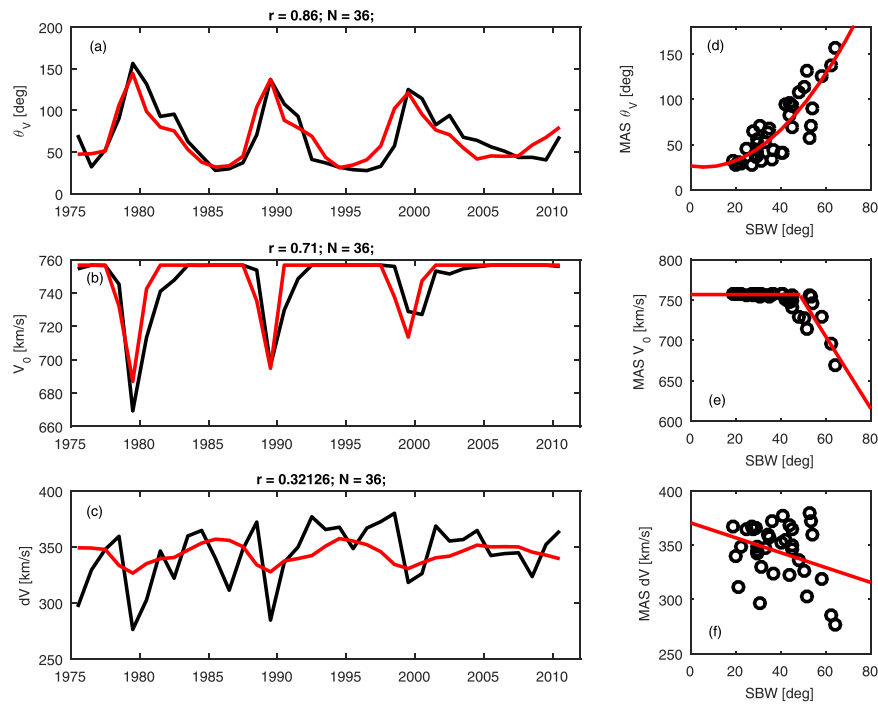 r = 0.86; N = 36;
(a)
200
150
100
50
0
θV [deg]
1975 1980 1985 1990 1995 2000 2005 2010
(d)
150
100
50
0
MAS θV [deg]
0 20 40 60 80
SBW [deg]
r = 0.71; N = 36;
(b)
760
740
720
700
680
660
V0 [km/s]
1975 1980 1985 1990 1995 2000 2005 2010
800
750
700
650
600
MAS V0 [km/s]
(e)
0 20 40 60 80
SBW [deg]
r = 0.32126; N = 36;
(c)
400
350
300
250
dV [km/s]
1975 1980 1985 1990 1995 2000 2005 2010
400
350
300
250
MAS dV [km/s]
(f)
0 20 40 60 80
SBW [deg]